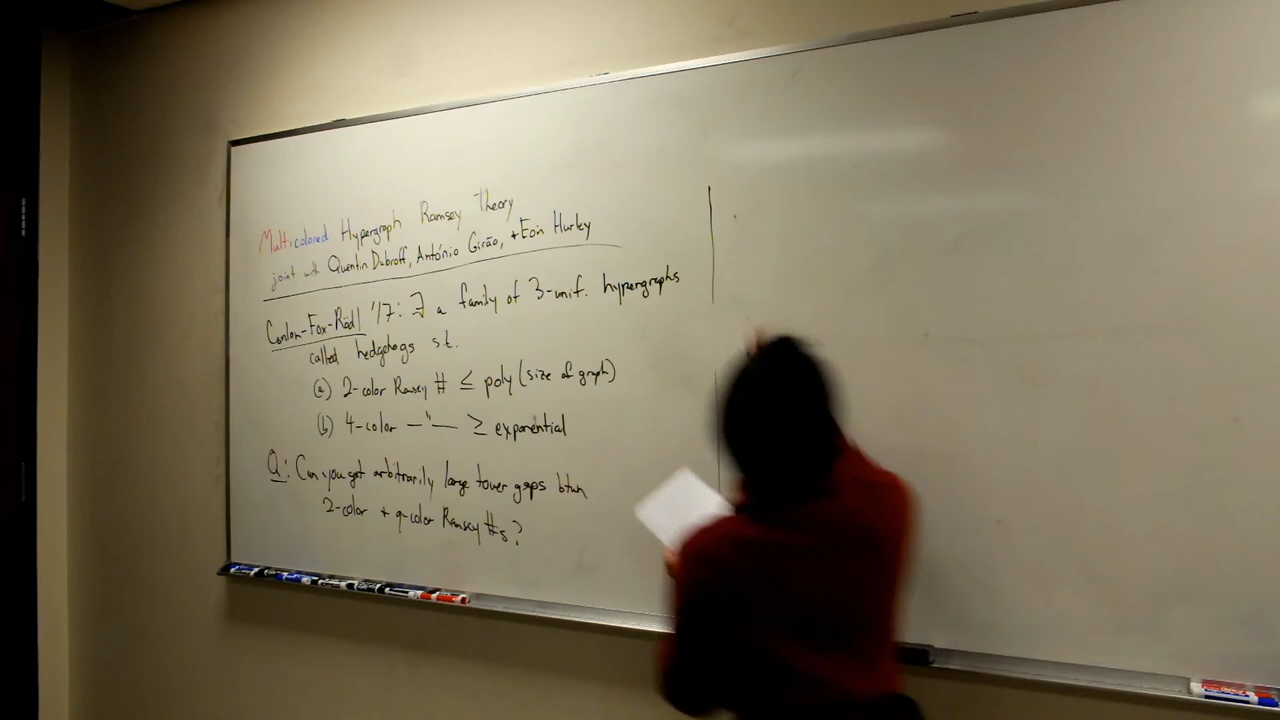 Multicolored Hypergraph Ramsey Theory
joint with Quentin Dubroff, António Girão, + Eoin Hurley
Conlon-Fox-Rödl '17: ∃ a family of 3-unif. hypergraphs
called hedgehogs s.t.
(a) 2-color Ramsey # ≤ poly (size of graph)
(b) 4-color —"— ≥ exponential
Q: Can you get arbitrarily large tower gaps btwn
2-color + q-color Ramsey #s?